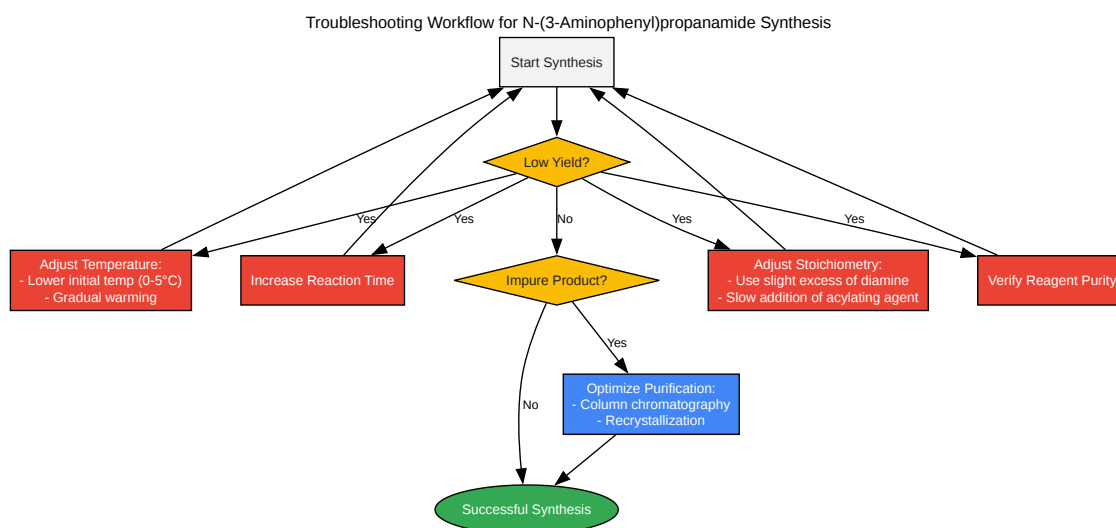 Troubleshooting Workflow for N-(3-Aminophenyl)propanamide Synthesis
Start Synthesis
Low Yield?
Yes
Yes
No
Yes
Yes
Adjust Temperature:
- Lower initial temp (0-5°C)
- Gradual warming
Increase Reaction Time
Impure Product?
Adjust Stoichiometry:
- Use slight excess of diamine
- Slow addition of acylating agent
Verify Reagent Purity
Yes
No
Optimize Purification:
- Column chromatography
- Recrystallization
Successful Synthesis